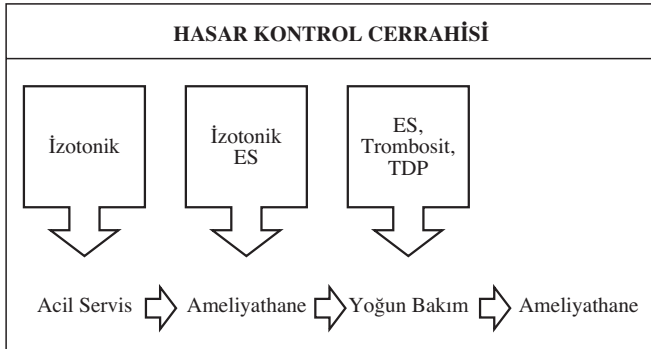 HASAR KONTROL CERRAHİSİ
İzotonik
İzotonik
ES
ES,
Trombosit,
TDP
Acil Servis
Ameliyathane
Yoğun Bakım
Ameliyathane